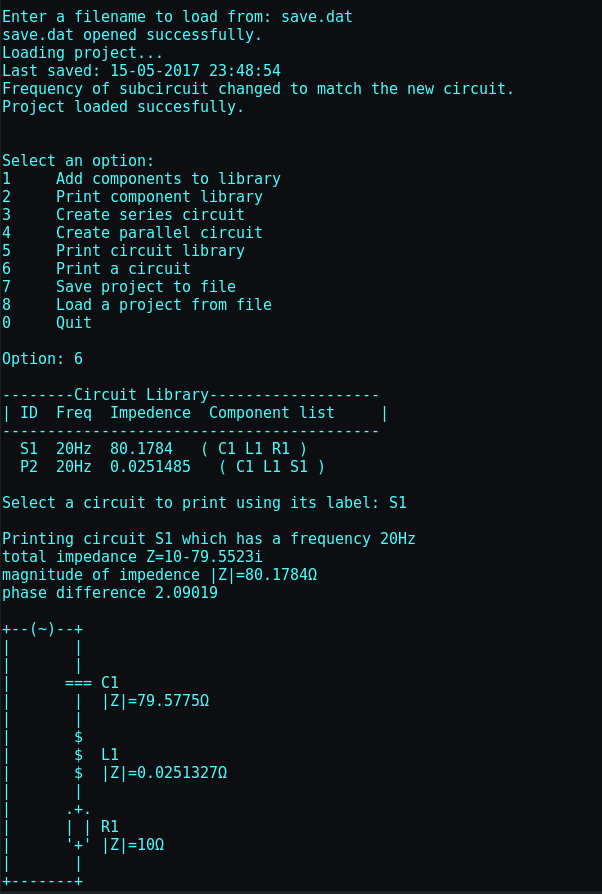 Enter a filename to load from: save.dat
save.dat opened successfully.
Loading project...
Last saved: 15-05-2017 23:48:54
Frequency of subcircuit changed to match the new circuit.
Project loaded succesfully.
Select an option:
1     Add components to library
2     Print component library
3     Create series circuit
4     Create parallel circuit
5     Print circuit library
6     Print a circuit
7     Save project to file
8     Load a project from file
0     Quit
Option: 6
--------Circuit Library-------------------
| ID  Freq  Impedence  Component list     |
------------------------------------------
  S1  20Hz  80.1784   ( C1 L1 R1 )
  P2  20Hz  0.0251485   ( C1 L1 S1 )
Select a circuit to print using its label: S1
Printing circuit S1 which has a frequency 20Hz
total impedance Z=10-79.5523i
magnitude of impedence |Z|=80.1784Ω
phase difference 2.09019
+--(~)--+
|       |
|       |
|      === C1
|       |  |Z|=79.5775Ω
|       |
|       $
|       $  L1
|       $  |Z|=0.0251327Ω
|       |
|      .+.
|      | | R1
|      '+' |Z|=10Ω
|       |
+-------+